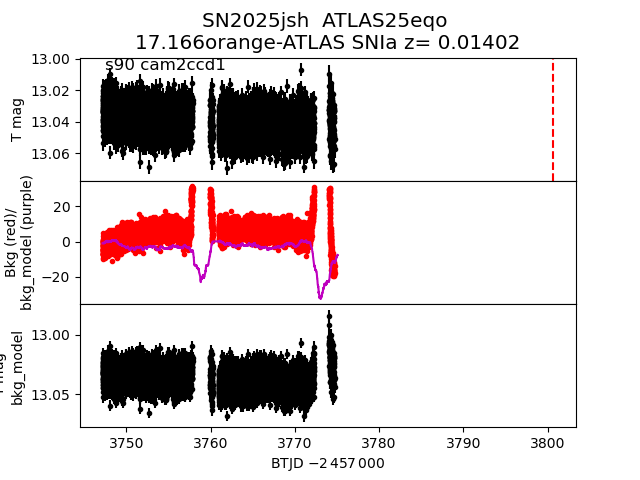 SN2025jsh  ATLAS25eqo
17.166orange-ATLAS SNIa z= 0.01402
s90 cam2ccd1
13.00
13.02
13.04
13.06
T mag
20
0
−20
Bkg (red)/
bkg_model (purple)
13.00
13.05
mag
bkg_model
3750 3760 3770 3780 3790 3800
BTJD −2 457 000